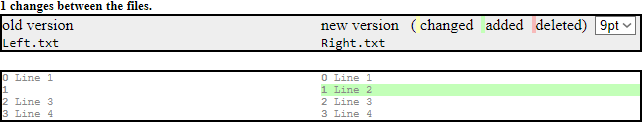 1 changes between the files.
old version new version ( changed added deleted) 9pt
Left.txt Right.txt
0 Line 1 0 Line 1
1 1 Line 2
2 Line 3 2 Line 3
3 Line 4 3 Line 4